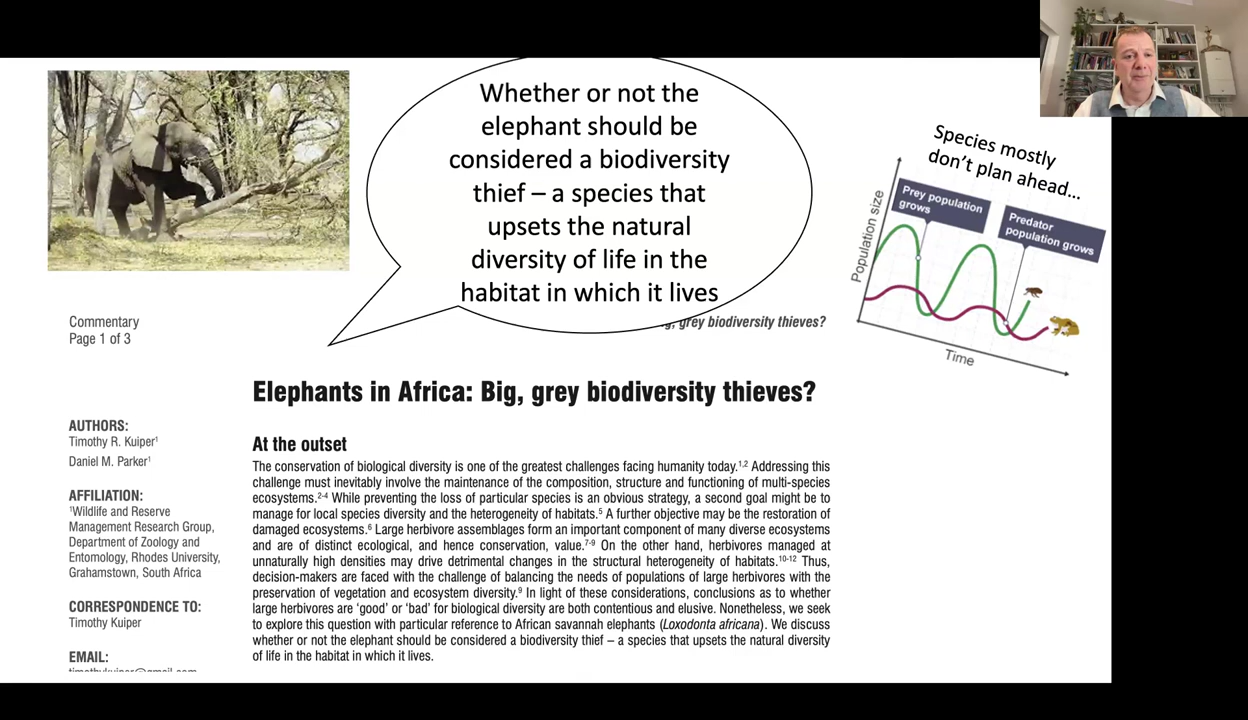 Whether or not the
elephant should be
considered a biodiversity
thief – a species that
upsets the natural
diversity of life in the
habitat in which it lives
Species mostly
don't plan ahead...
Population size
Prey population
grows
Predator
population grows
Time
Commentary
Page 1 of 3
grey biodiversity thieves?
Elephants in Africa: Big, grey biodiversity thieves?
AUTHORS:
Timothy R. Kuiper¹
Daniel M. Parker¹
AFFILIATION:
¹Wildlife and Reserve
Management Research Group,
Department of Zoology and
Entomology, Rhodes University,
Grahamstown, South Africa
CORRESPONDENCE TO:
Timothy Kuiper
EMAIL:
At the outset
The conservation of biological diversity is one of the greatest challenges facing humanity today.1,2 Addressing this
challenge must inevitably involve the maintenance of the composition, structure and functioning of multi-species
ecosystems.2-4 While preventing the loss of particular species is an obvious strategy, a second goal might be to
manage for local species diversity and the heterogeneity of habitats.5 A further objective may be the restoration of
damaged ecosystems.6 Large herbivore assemblages form an important component of many diverse ecosystems
and are of distinct ecological, and hence conservation, value.7-9 On the other hand, herbivores managed at
unnaturally high densities may drive detrimental changes in the structural heterogeneity of habitats.10-12 Thus,
decision-makers are faced with the challenge of balancing the needs of populations of large herbivores with the
preservation of vegetation and ecosystem diversity.9 In light of these considerations, conclusions as to whether
large herbivores are 'good' or 'bad' for biological diversity are both contentious and elusive. Nonetheless, we seek
to explore this question with particular reference to African savannah elephants (Loxodonta africana). We discuss
whether or not the elephant should be considered a biodiversity thief – a species that upsets the natural diversity
of life in the habitat in which it lives.